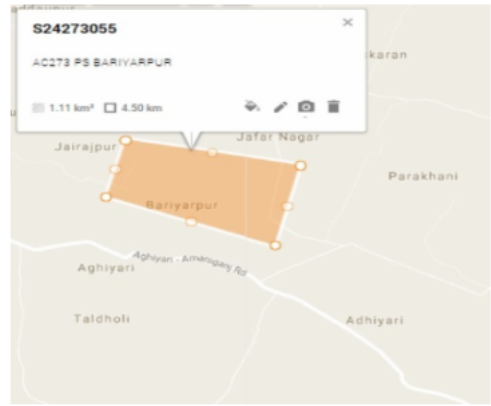 S24273055
AC273 PS BARIYARPUR
1.11 km² 4.50 km
karan
Jafar Nagar
Jairajpur
Parakhani
Bariyarpur
Aghiyari - Amaniganj Rd
Aghiyari
Taldholi
Adhiyari